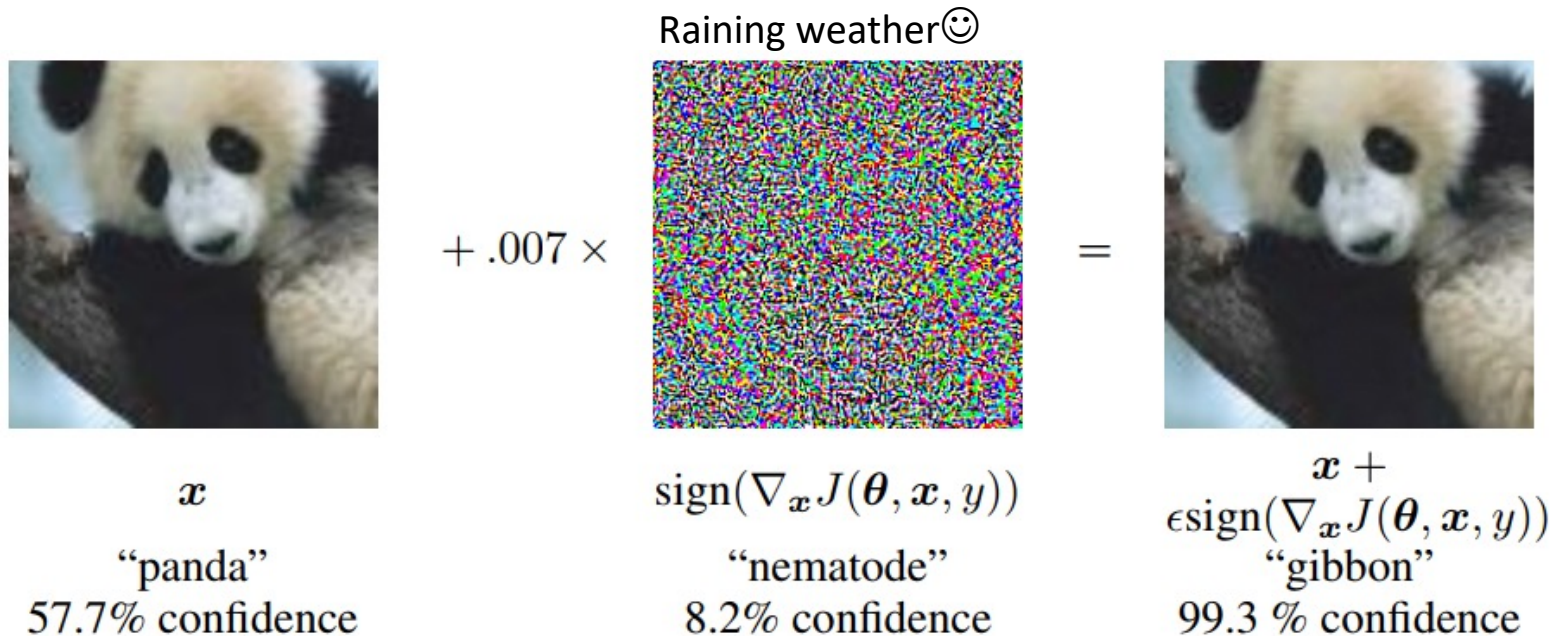 Raining weather☺
+ .007 ×
=
x
sign(∇ₓJ(θ, x, y))
x +
ϵsign(∇ₓJ(θ, x, y))
“panda”
“nematode”
“gibbon”
57.7% confidence
8.2% confidence
99.3 % confidence